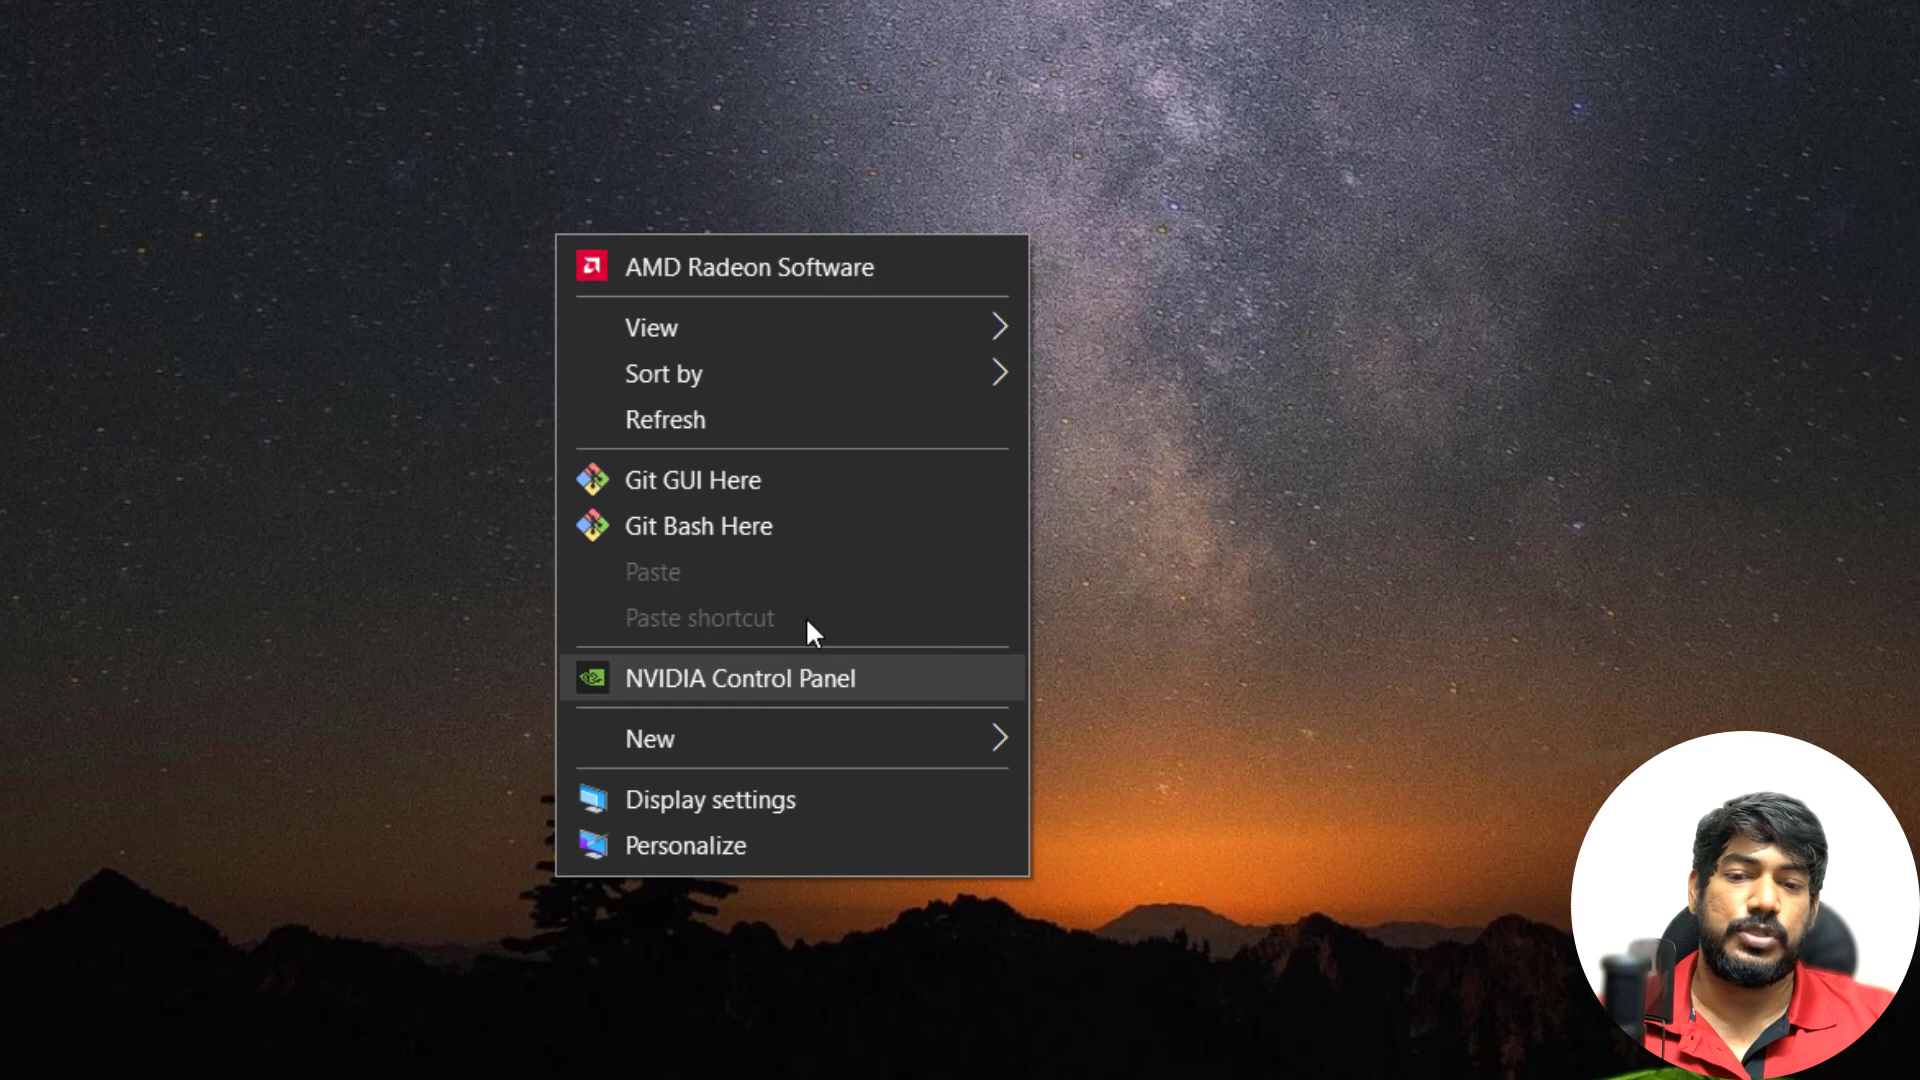 AMD Radeon Software
View
Sort by
Refresh
Git GUI Here
Git Bash Here
Paste
Paste shortcut
NVIDIA Control Panel
New
Display settings
Personalize